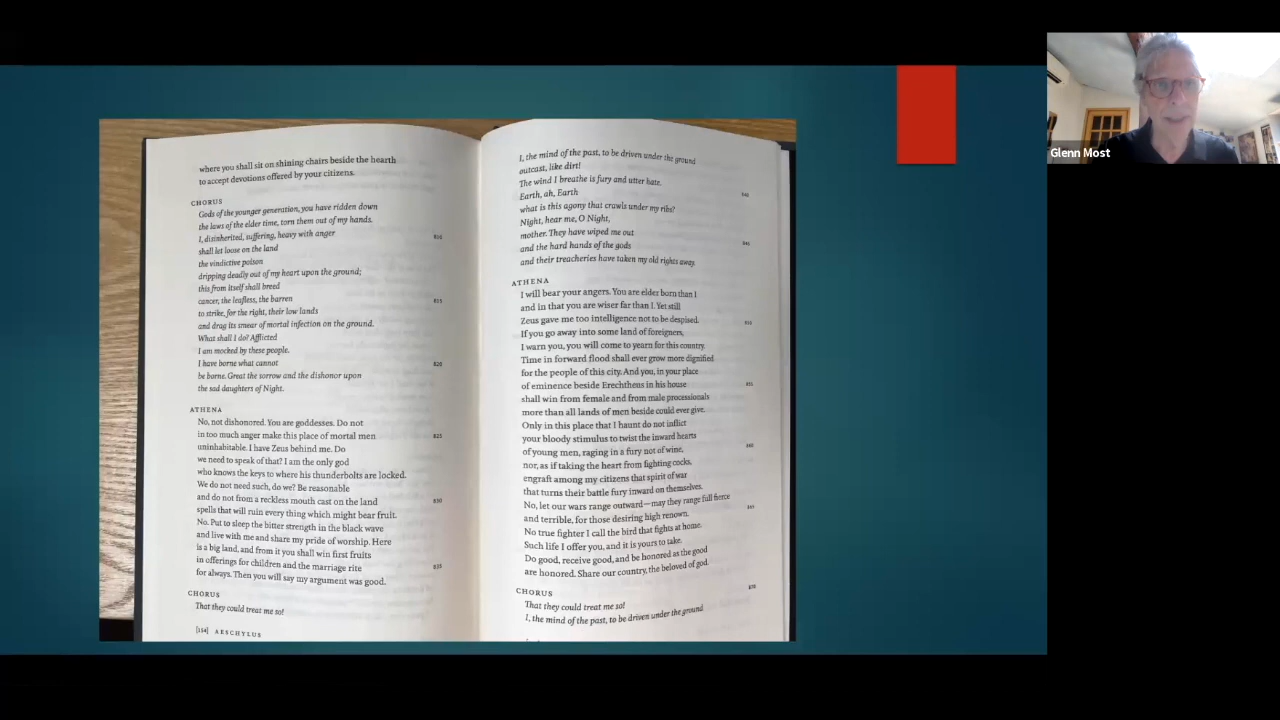 where you shall sit on shining chairs beside the hearth
to accept devotions offered by your citizens.
CHORUS
Gods of the younger generation, you have ridden down
the laws of the elder time, torn them out of my hands.
I, disinherited, suffering, heavy with anger
810
shall let loose on the land
the vindictive poison
dripping deadly out of my heart upon the ground;
this from itself shall breed
cancer, the leafless, the barren
815
to strike, for the right, their low lands
and drag its smear of mortal infection on the ground.
What shall I do? Afflicted
I am mocked by these people.
I have borne what cannot
820
be borne. Great the sorrow and the dishonor upon
the sad daughters of Night.
ATHENA
No, not dishonored. You are goddesses. Do not
in too much anger make this place of mortal men
825
uninhabitable. I have Zeus behind me. Do
we need to speak of that? I am the only god
who knows the keys to where his thunderbolts are locked.
We do not need such, do we? Be reasonable
and do not from a reckless mouth cast on the land
830
spells that will ruin every thing which might bear fruit.
No. Put to sleep the bitter strength in the black wave
and live with me and share my pride of worship. Here
is a big land, and from it you shall win first fruits
in offerings for children and the marriage rite
835
for always. Then you will say my argument was good.
CHORUS
That they could treat me so!
[154] AESCHYLUS
I, the mind of the past, to be driven under the ground
outcast, like dirt!
The wind I breathe is fury and utter hate.
Earth, ah, Earth
840
what is this agony that crawls under my ribs?
Night, hear me, O Night,
mother. They have wiped me out
845
and the hard hands of the gods
and their treacheries have taken my old rights away.
ATHENA
I will bear your angers. You are elder born than I
and in that you are wiser far than I. Yet still
Zeus gave me too intelligence not to be despised.
850
If you go away into some land of foreigners,
I warn you, you will come to yearn for this country.
Time in forward flood shall ever grow more dignified
for the people of this city. And you, in your place
of eminence beside Erechtheus in his house
855
shall win from female and from male processionals
more than all lands of men beside could ever give.
Only in this place that I haunt do not inflict
your bloody stimulus to twist the inward hearts
of young men, raging in a fury not of wine,
860
nor, as if taking the heart from fighting cocks,
engraft among my citizens that spirit of war
that turns their battle fury inward on themselves.
No, let our wars range outward—may they range full fierce
and terrible, for those desiring high renown.
865
No true fighter I call the bird that fights at home.
Such life I offer you, and it is yours to take.
Do good, receive good, and be honored as the good
are honored. Share our country, the beloved of god.
CHORUS
That they could treat me so!
I, the mind of the past, to be driven under the ground
Glenn Most